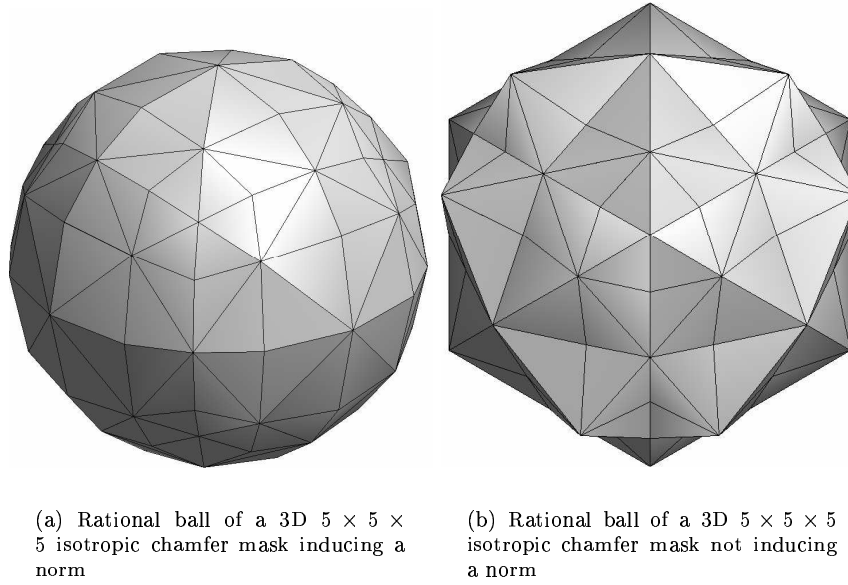 (a) Rational ball of a 3D 5 × 5 ×
5 isotropic chamfer mask inducing a
norm
(b) Rational ball of a 3D 5 × 5 × 5
isotropic chamfer mask not inducing
a norm